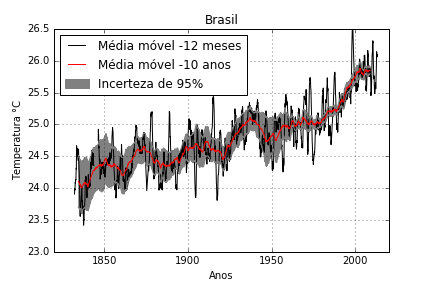 Brasil
Média móvel -12 meses
Média móvel -10 anos
Incerteza de 95%
Temperatura °C
26.5
26.0
25.5
25.0
24.5
24.0
23.5
23.0
1850 1900 1950 2000
Anos